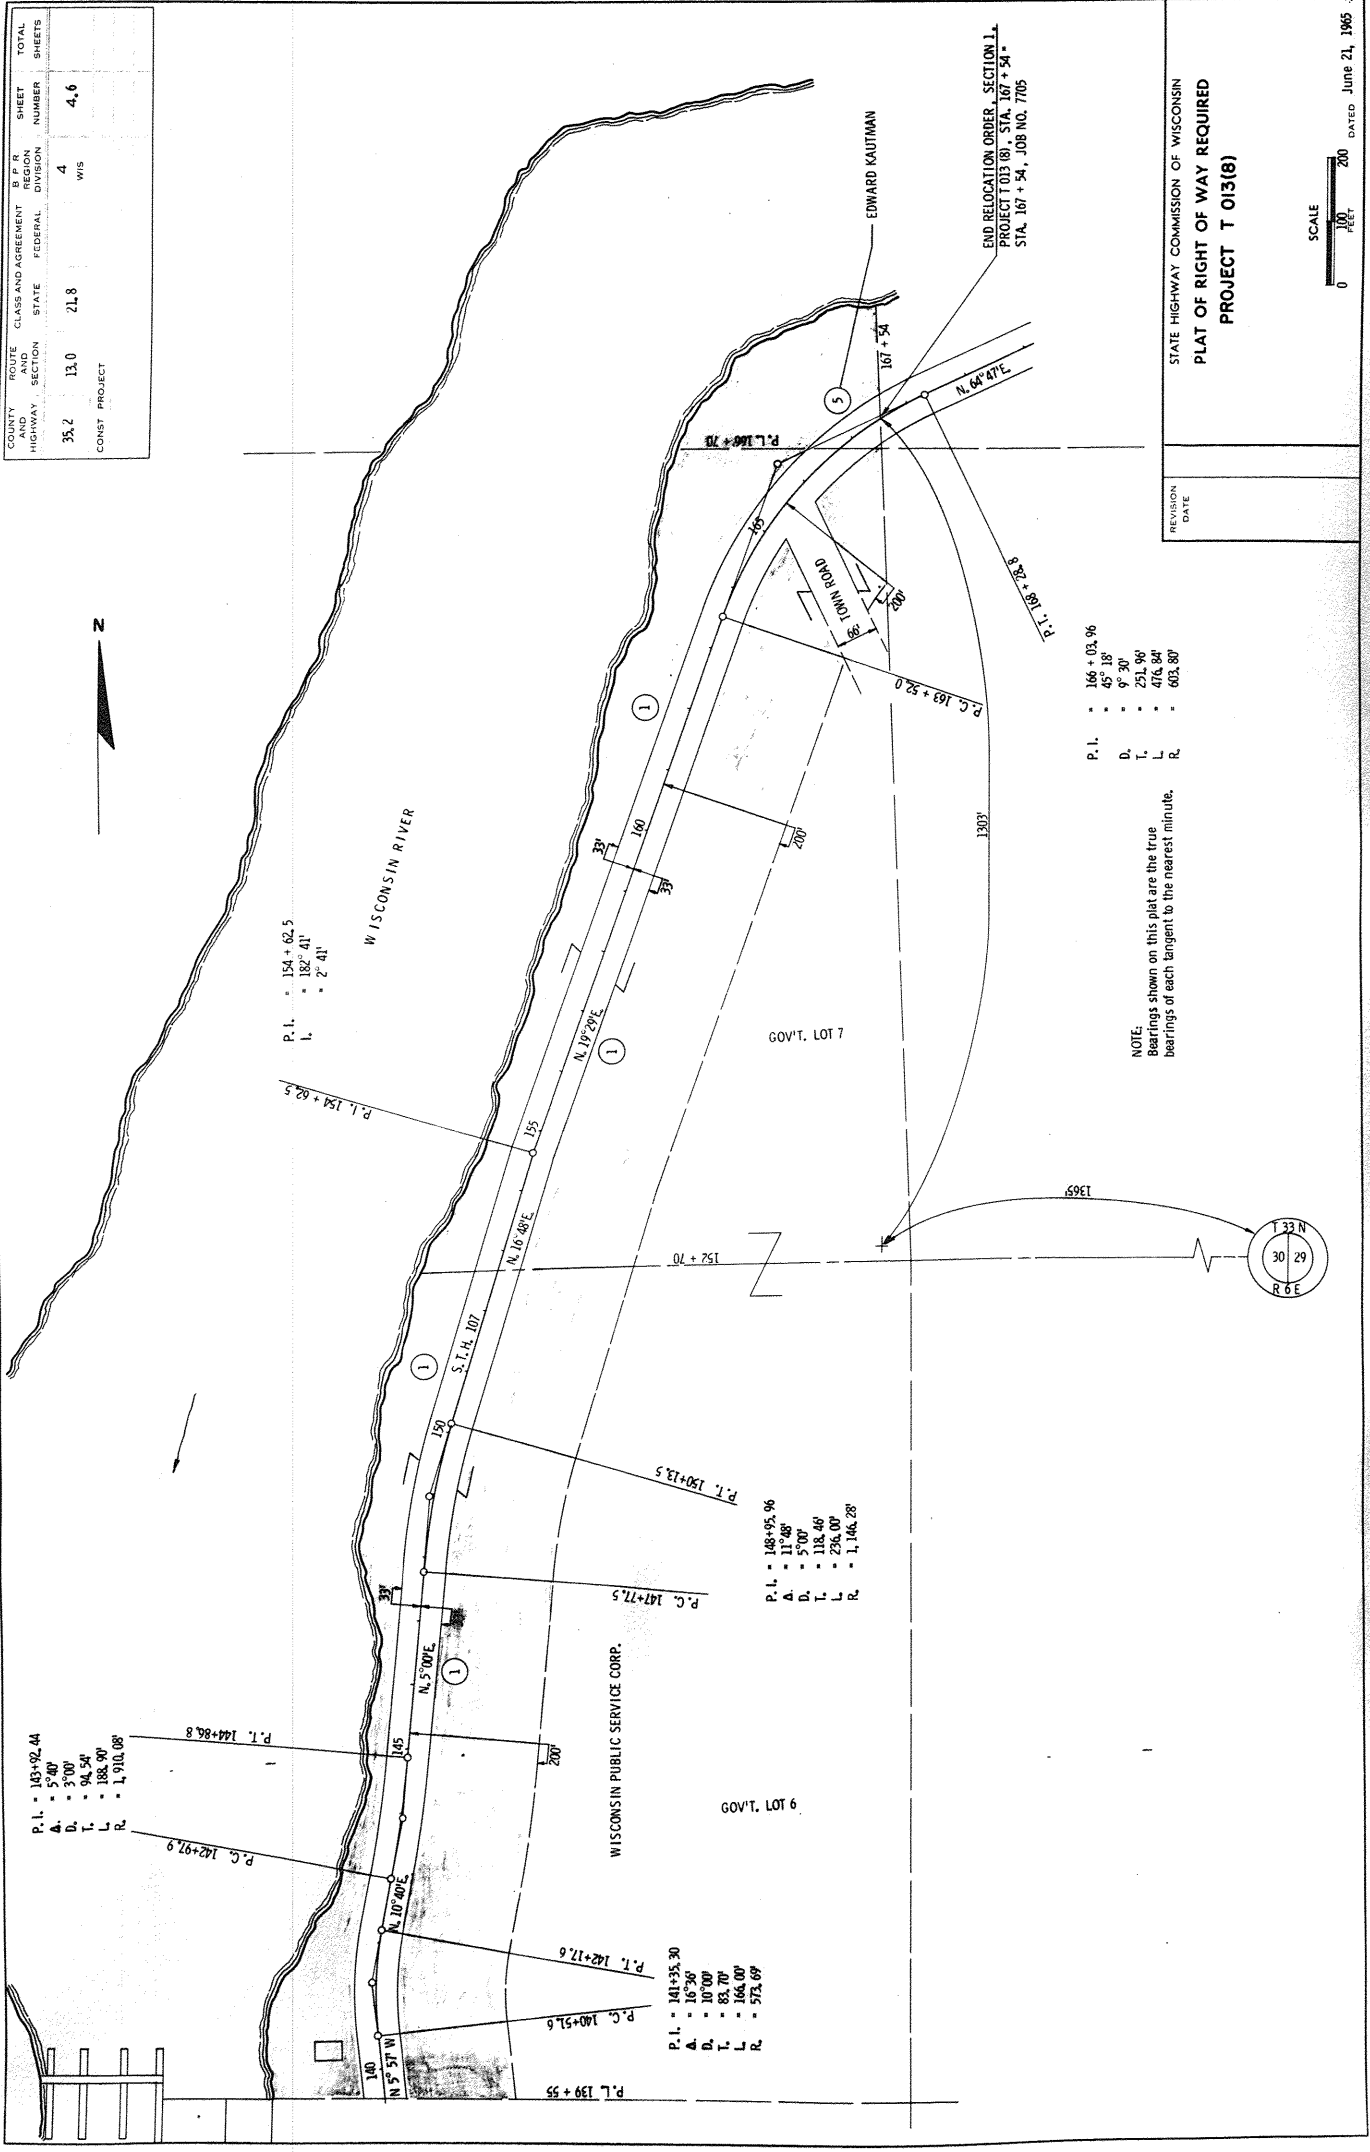 COUNTY AND HIGHWAY
ROUTE AND SECTION
CLASS AND AGREEMENT
STATE
FEDERAL
B P R REGION DIVISION
SHEET NUMBER
TOTAL SHEETS
35.2
13.0
21.8
4
WIS
4.6
CONST PROJECT
N
WISCONSIN RIVER
P.I. = 143+92.44
Δ. = 5°40'
D. = 3°00'
T. = 94.54'
L. = 188.90'
R. = 1,910.08'
P.C. 142+97.9
P.T. 144+86.8
P.I. = 154 + 62.5
I. = 182° 41'
= 2° 41'
P.I. 154 + 62.5
140
N 5° 57' W
N. 10°40'E.
145
N. 5°00'E.
33'
1
150
S.T.H. 107
1
N. 16°48'E.
155
N. 19°29'E.
1
33'
33'
160
1
165
P.L. 166+ 70
5
EDWARD KAUTMAN
167 + 54
N. 64°47'E.
END RELOCATION ORDER, SECTION 1,
PROJECT T 013 (8), STA. 167 + 54 =
STA. 167 + 54, JOB NO. 7705
TOWN ROAD
66'
200'
P.C. 163 + 52.0
P.T. 168 + 28.8
1303'
200'
GOV'T. LOT 7
152 + 70
1365'
T 33 N
30 29
R 6 E
P.T. 150+13.5
P.C. 147+77.5
P.I. = 148+95.96
Δ. = 11°48'
D. = 5°00'
T. = 118.46'
L. = 236.00'
R. = 1,146.28'
200'
WISCONSIN PUBLIC SERVICE CORP.
GOV'T. LOT 9
P.T. 142+17.6
P.C. 140+51.6
P.I. = 141+35.30
Δ. = 16°36'
D. = 10°00'
T. = 83.70'
L. = 166.00'
R. = 573.69'
P.L. 139 + 55
P.I. = 166 + 03.96
= 45° 18'
D. = 9° 30'
T. = 251.96'
L. = 476.84'
R. = 603.80'
NOTE:
Bearings shown on this plat are the true
bearings of each tangent to the nearest minute.
REVISION DATE
STATE HIGHWAY COMMISSION OF WISCONSIN
PLAT OF RIGHT OF WAY REQUIRED
PROJECT T 013(8)
SCALE
0 100 200
FEET
DATED June 21, 1965